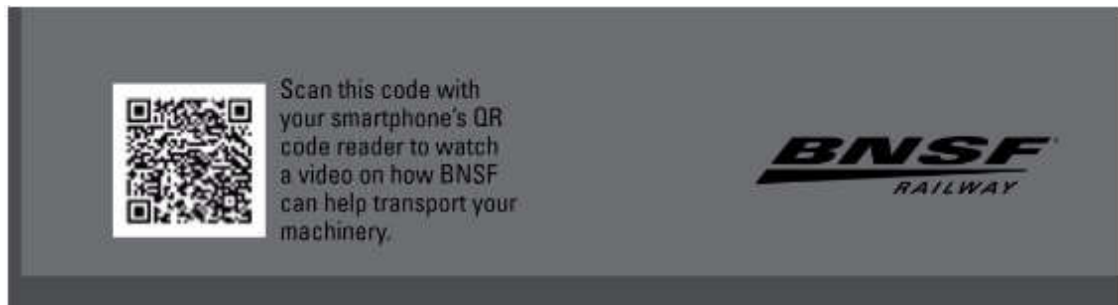 Scan this code with
your smartphone's QR
code reader to watch
a video on how BNSF
can help transport your
machinery.
BNSF
RAILWAY